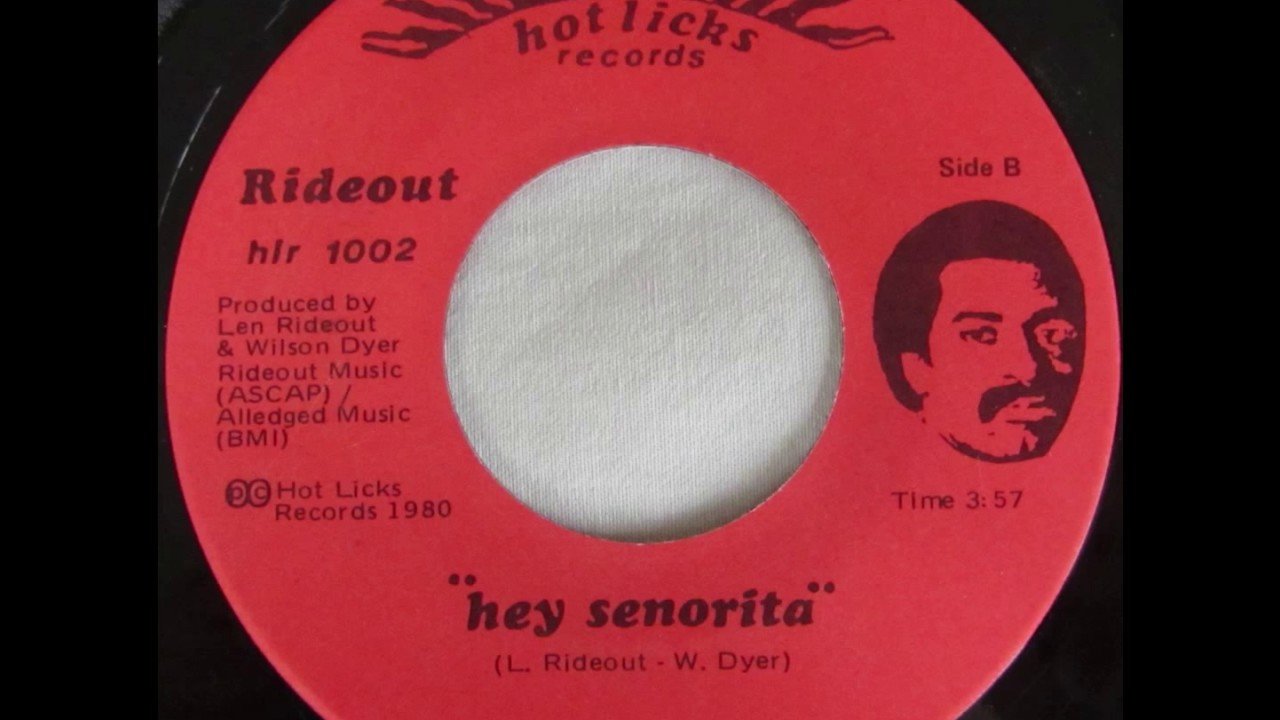 hot licks
records
Rideout
hlr 1002
Side B
Produced by
Len Rideout
& Wilson Dyer
Rideout Music
(ASCAP) /
Alledged Music
(BMI)
℗© Hot Licks
Records 1980
Time 3:57
"hey senorita"
(L. Rideout - W. Dyer)